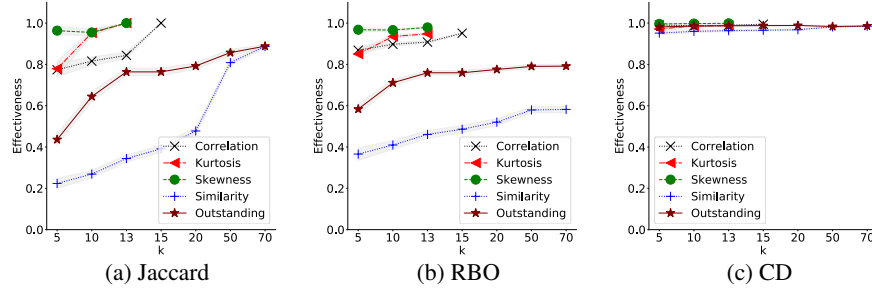 Effectiveness
1.0
0.8
0.6
0.4
0.2
0.0
Correlation
Kurtosis
Skewness
Similarity
Outstanding
5 10 13 15 20 50 70
k
(a) Jaccard
Effectiveness
1.0
0.8
0.6
0.4
0.2
0.0
Correlation
Kurtosis
Skewness
Similarity
Outstanding
5 10 13 15 20 50 70
k
(b) RBO
Effectiveness
1.0
0.8
0.6
0.4
0.2
0.0
Correlation
Kurtosis
Skewness
Similarity
Outstanding
5 10 13 15 20 50 70
k
(c) CD